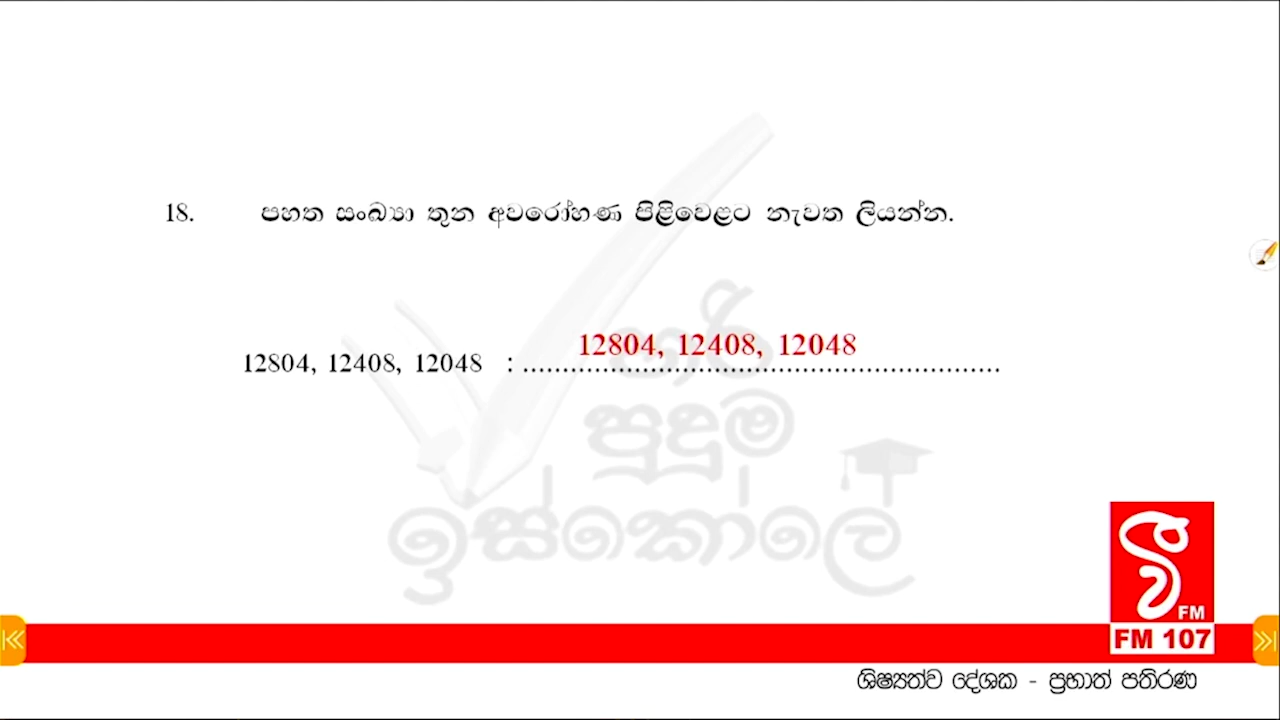 18. පහත සංඛ්‍යා තුන අවරෝහණ පිළිවෙළට නැවත ලියන්න.
12804, 12408, 12048
12804, 12408, 12048 : ............................................................
හරි
පුදුම
ඉස්කෝලේ
වී
FM
FM 107
ශිෂ්‍යත්ව දේශක - ප්‍රභාත් පතිරණ